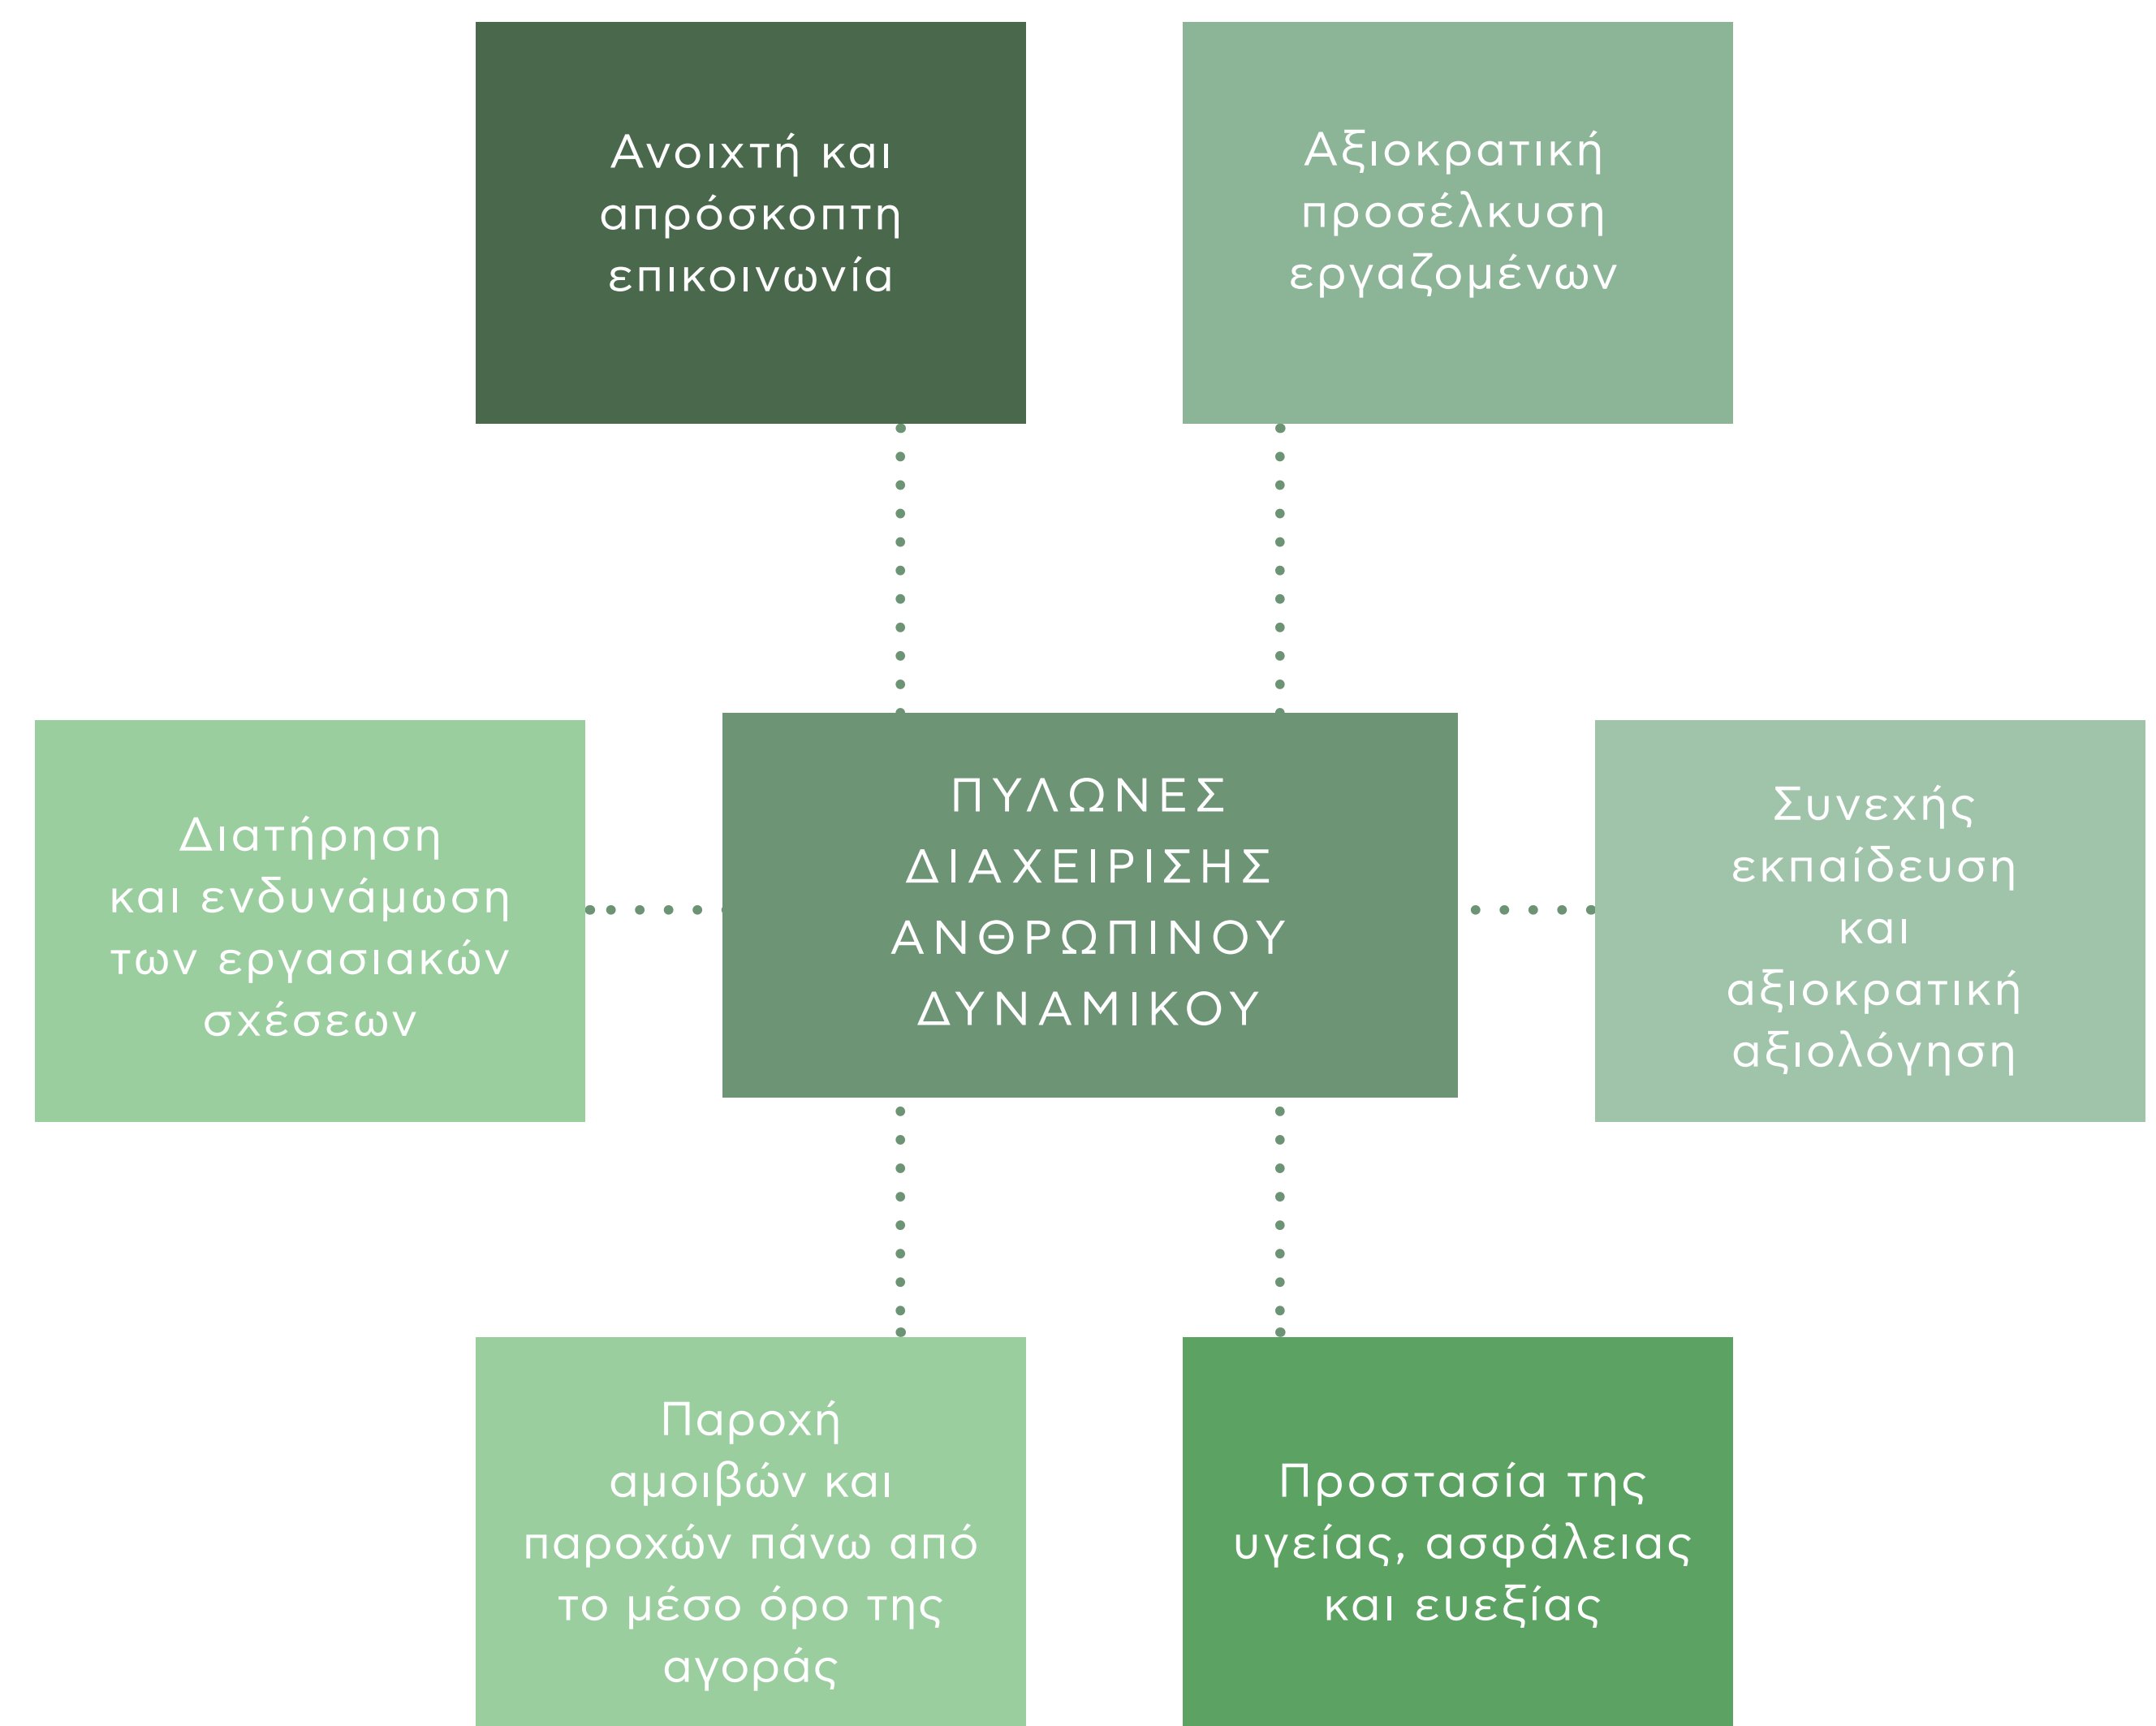 Ανοιχτή και
απρόσκοπτη
επικοινωνία
Αξιοκρατική
προσέλκυση
εργαζομένων
Διατήρηση
και ενδυνάμωση
των εργασιακών
σχέσεων
ΠΥΛΩΝΕΣ
ΔΙΑΧΕΙΡΙΣΗΣ
ΑΝΘΡΩΠΙΝΟΥ
ΔΥΝΑΜΙΚΟΥ
Συνεχής
εκπαίδευση
και
αξιοκρατική
αξιολόγηση
Παροχή
αμοιβών και
παροχών πάνω από
το μέσο όρο της
αγοράς
Προστασία της
υγείας, ασφάλειας
και ευεξίας